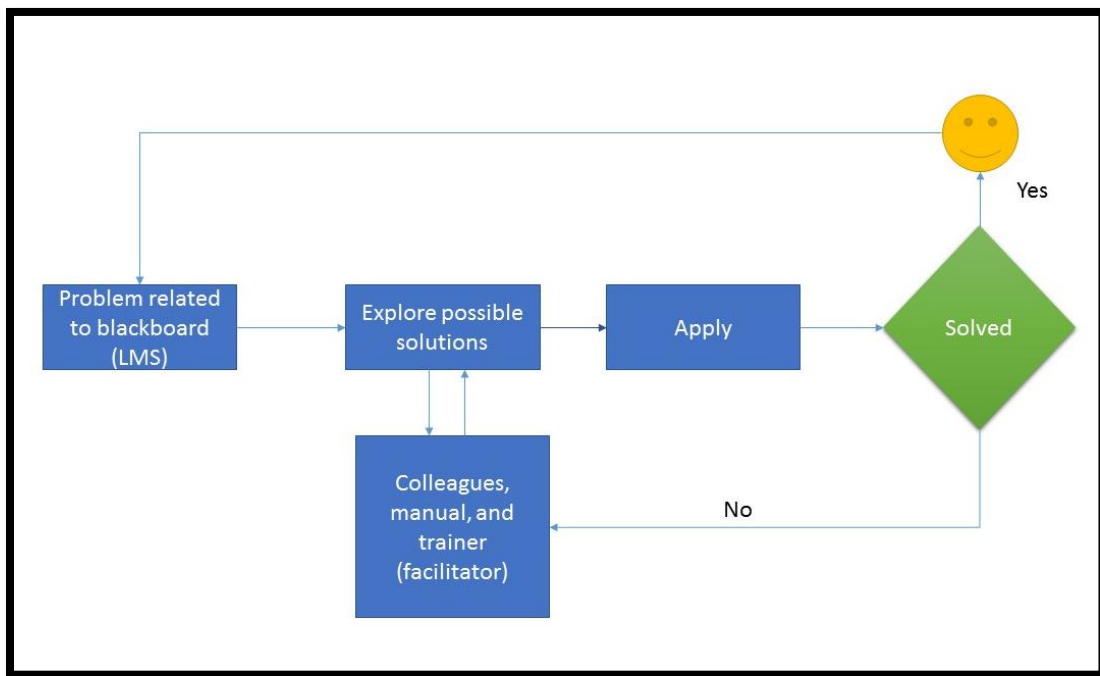 Yes
Problem related
to blackboard
(LMS)
Explore possible
solutions
Apply
Solved
Colleagues,
manual, and
trainer
(facilitator)
No